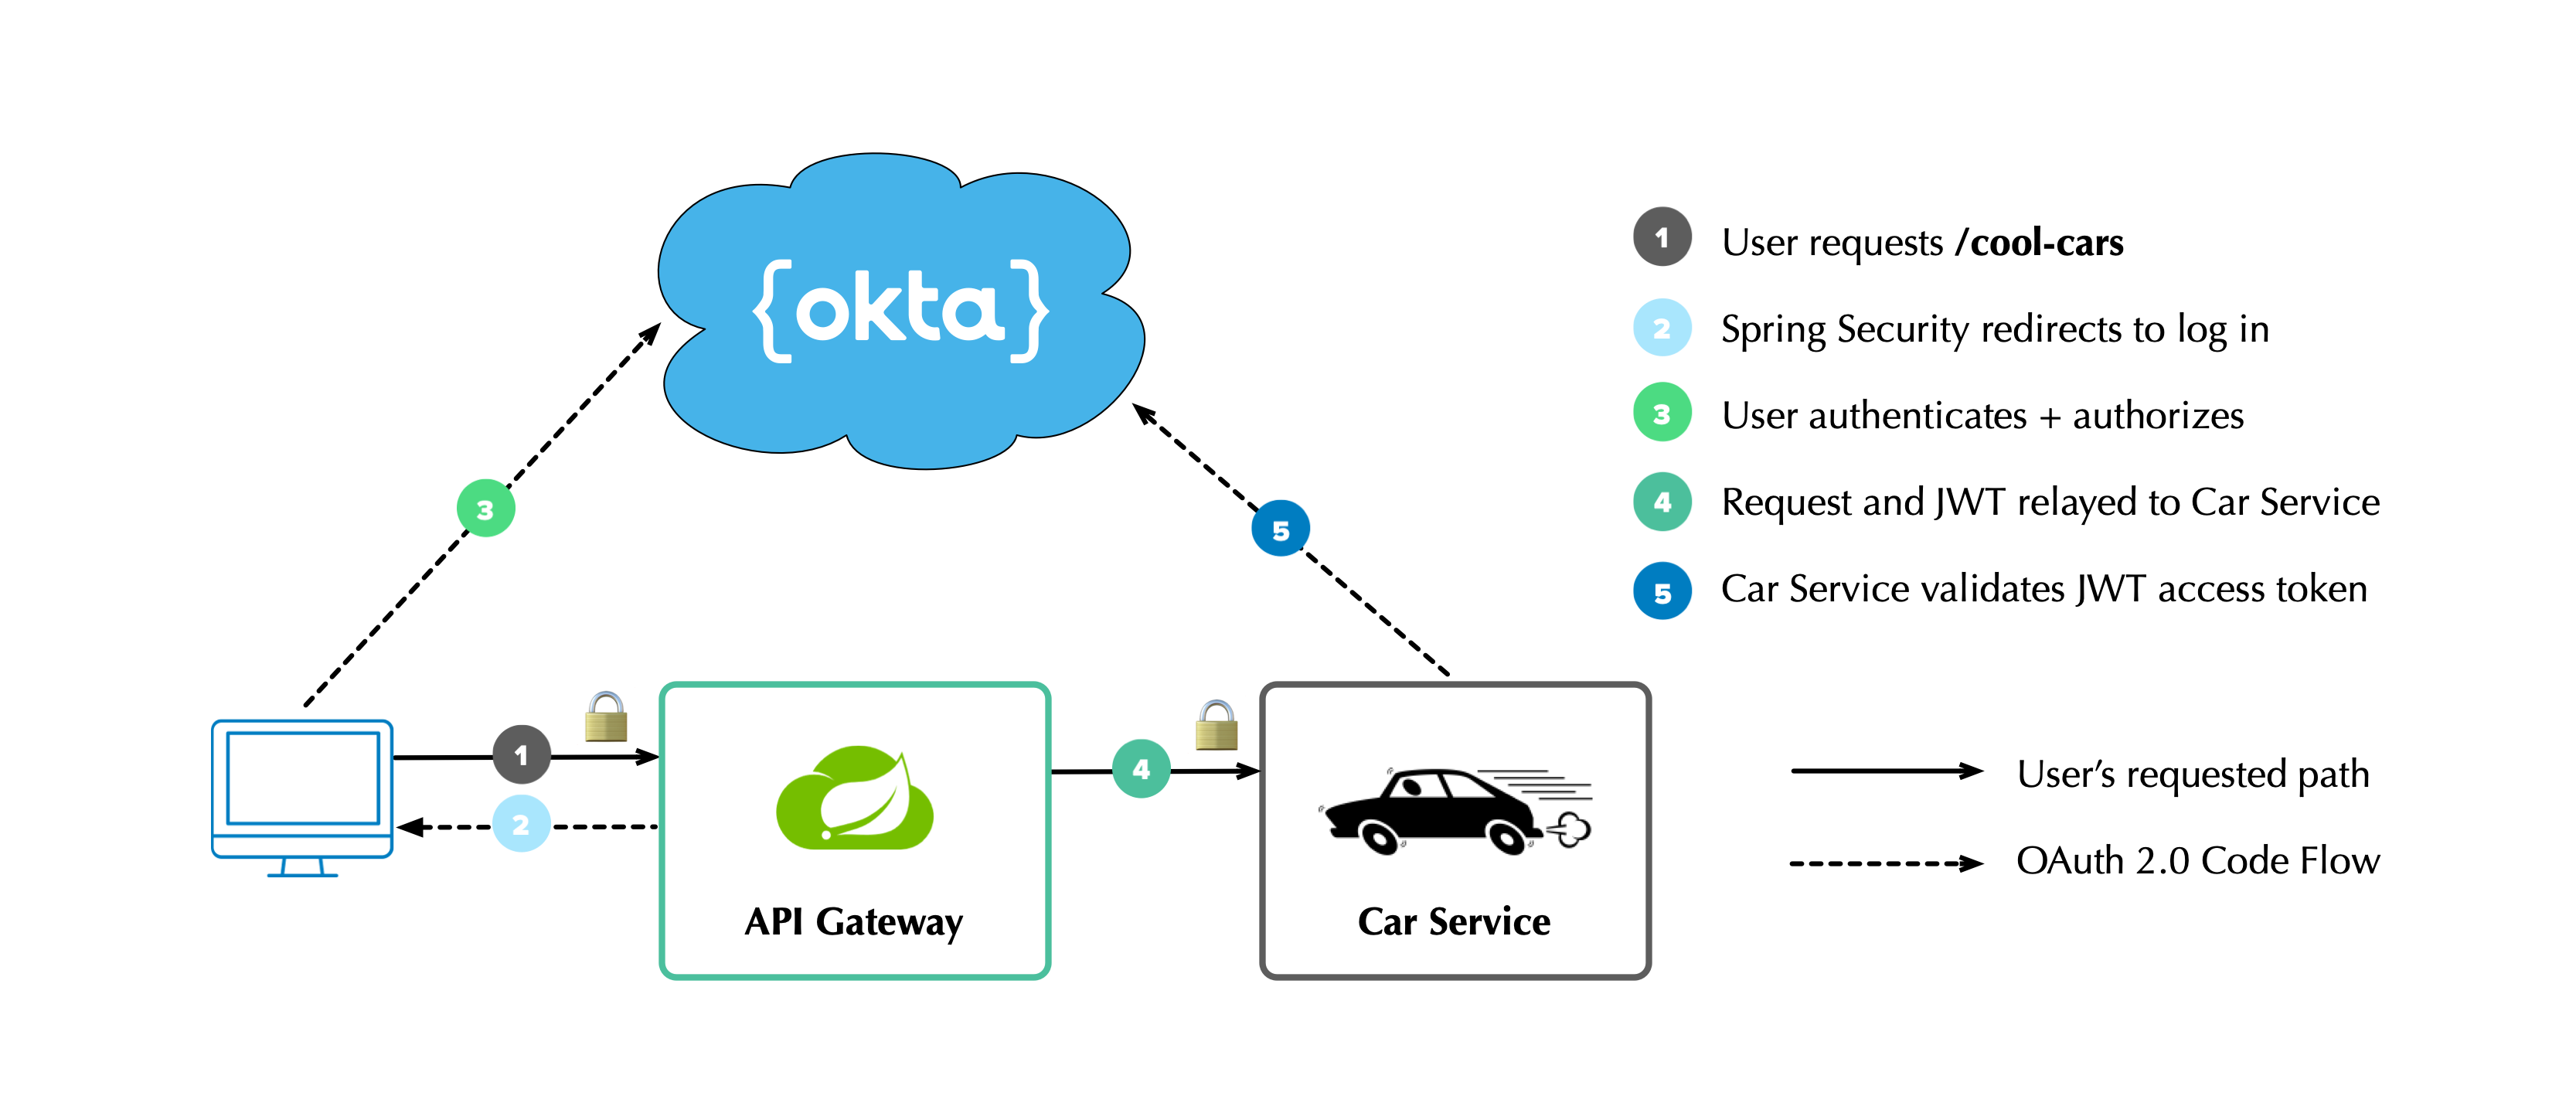 {okta}
1 User requests /cool-cars
2 Spring Security redirects to log in
3 User authenticates + authorizes
4 Request and JWT relayed to Car Service
5 Car Service validates JWT access token
3
5
1
2
4
API Gateway
Car Service
User’s requested path
OAuth 2.0 Code Flow